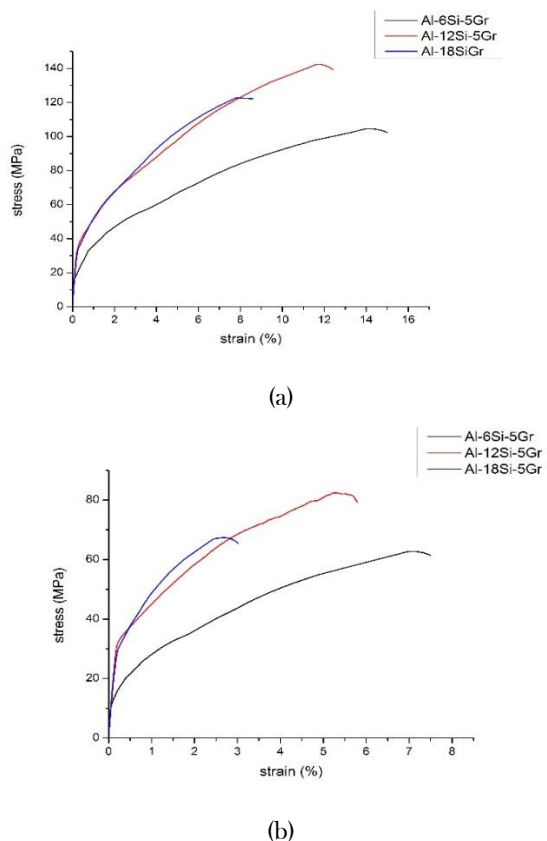 Al-6Si-5Gr
Al-12Si-5Gr
Al-18SiGr
140
120
100
80
60
40
20
0
stress (MPa)
0 2 4 6 8 10 12 14 16
strain (%)
(a)
Al-6Si-5Gr
Al-12Si-5Gr
Al-18Si-5Gr
80
60
40
20
0
stress (MPa)
0 1 2 3 4 5 6 7 8
strain (%)
(b)